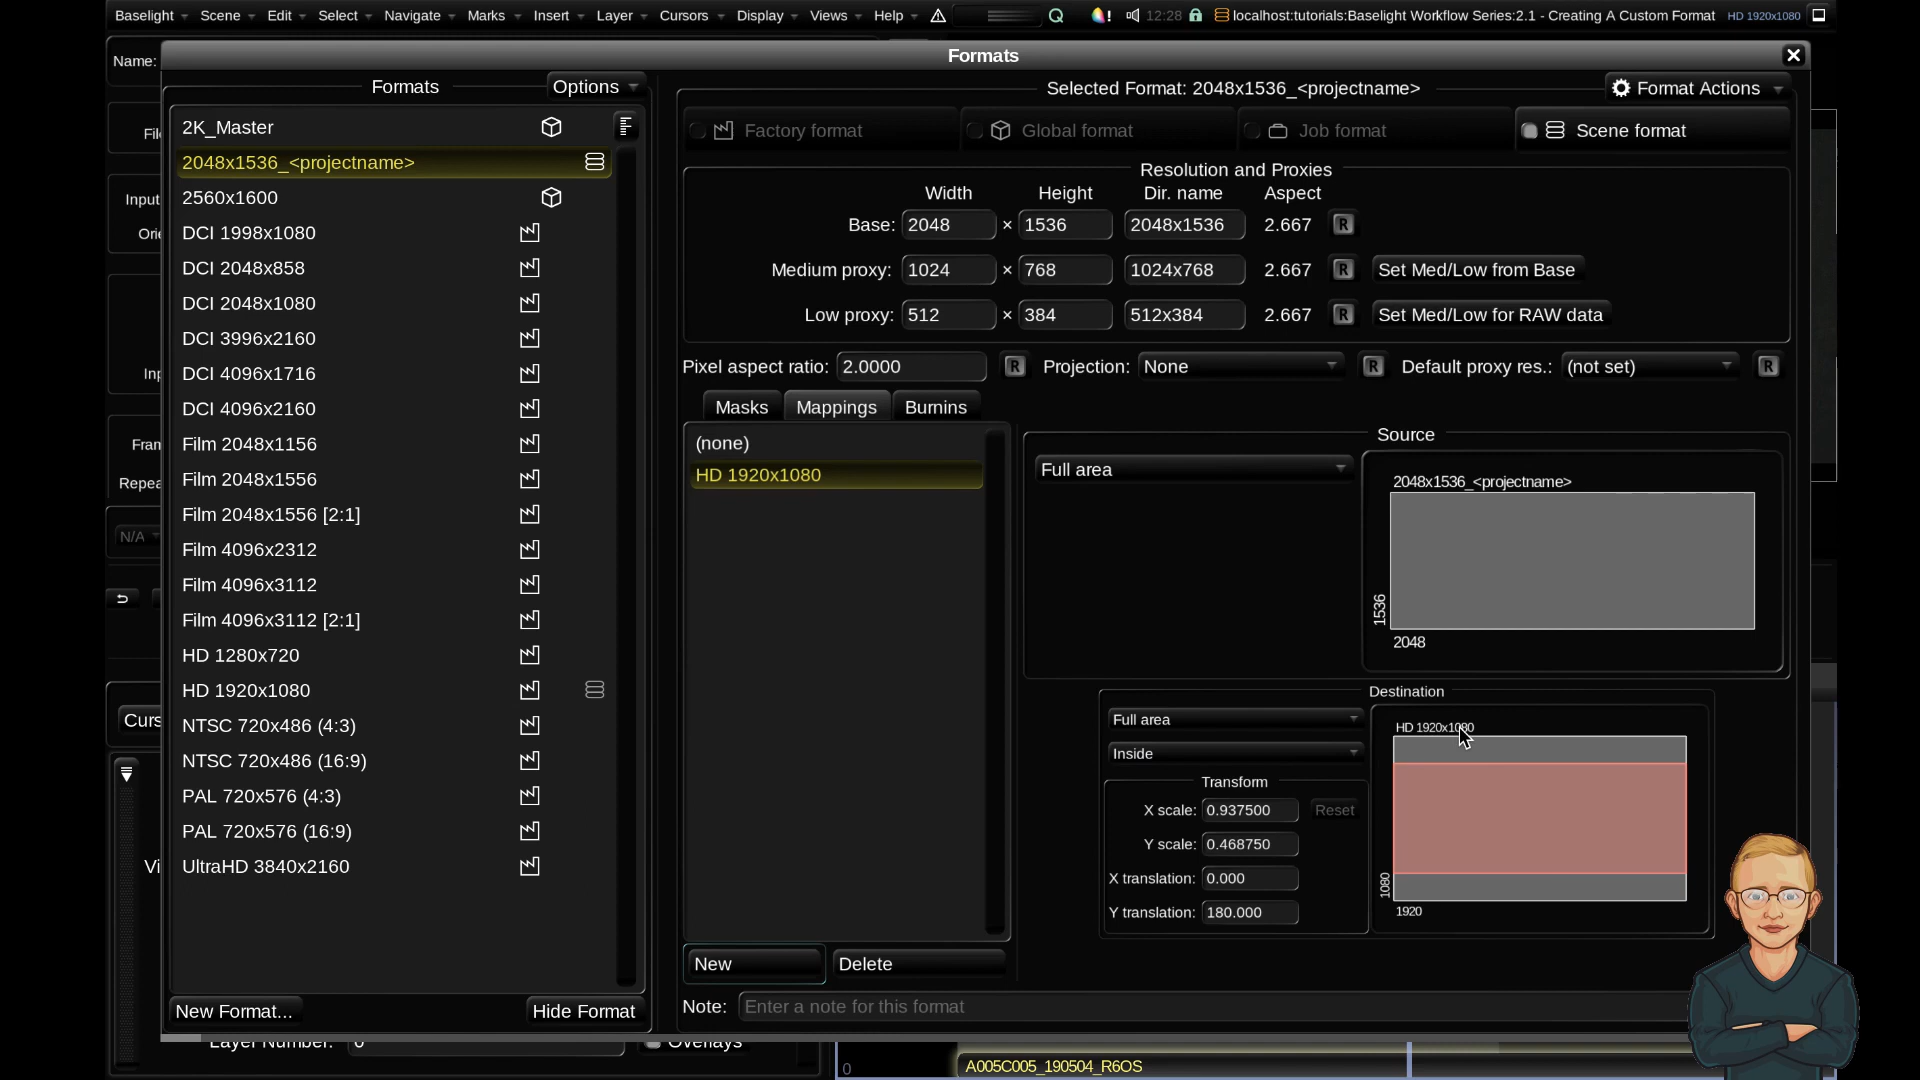 Baselight Scene Edit Select Navigate Marks Insert Layer Cursors Display Views Help 12:28 localhost:tutorials:Baselight Workflow Series:2.1 - Creating A Custom Format HD 1920x1080
Formats
Name:
Formats Options
Selected Format: 2048x1536_<projectname> Format Actions
2K_Master
2048x1536_<projectname>
2560x1600
DCI 1998x1080
DCI 2048x858
DCI 2048x1080
DCI 3996x2160
DCI 4096x1716
DCI 4096x2160
Film 2048x1156
Film 2048x1556
Film 2048x1556 [2:1]
Film 4096x2312
Film 4096x3112
Film 4096x3112 [2:1]
HD 1280x720
HD 1920x1080
NTSC 720x486 (4:3)
NTSC 720x486 (16:9)
PAL 720x576 (4:3)
PAL 720x576 (16:9)
UltraHD 3840x2160
New Format... Hide Format
Factory format Global format Job format Scene format
Resolution and Proxies
Width Height Dir. name Aspect
Base: 2048 × 1536 2048x1536 2.667 R
Medium proxy: 1024 × 768 1024x768 2.667 R Set Med/Low from Base
Low proxy: 512 × 384 512x384 2.667 R Set Med/Low for RAW data
Pixel aspect ratio: 2.0000 R Projection: None R Default proxy res.: (not set) R
Masks Mappings Burnins
(none)
HD 1920x1080
New Delete
Source
Full area
2048x1536_<projectname>
1536
2048
Destination
Full area
Inside
Transform
X scale: 0.937500 Reset
Y scale: 0.468750
X translation: 0.000
Y translation: 180.000
HD 1920x1080
1080
1920
Note: Enter a note for this format
Input
N/A
Layer Number: 0 Overlays
0 A005C005_190504_R6OS